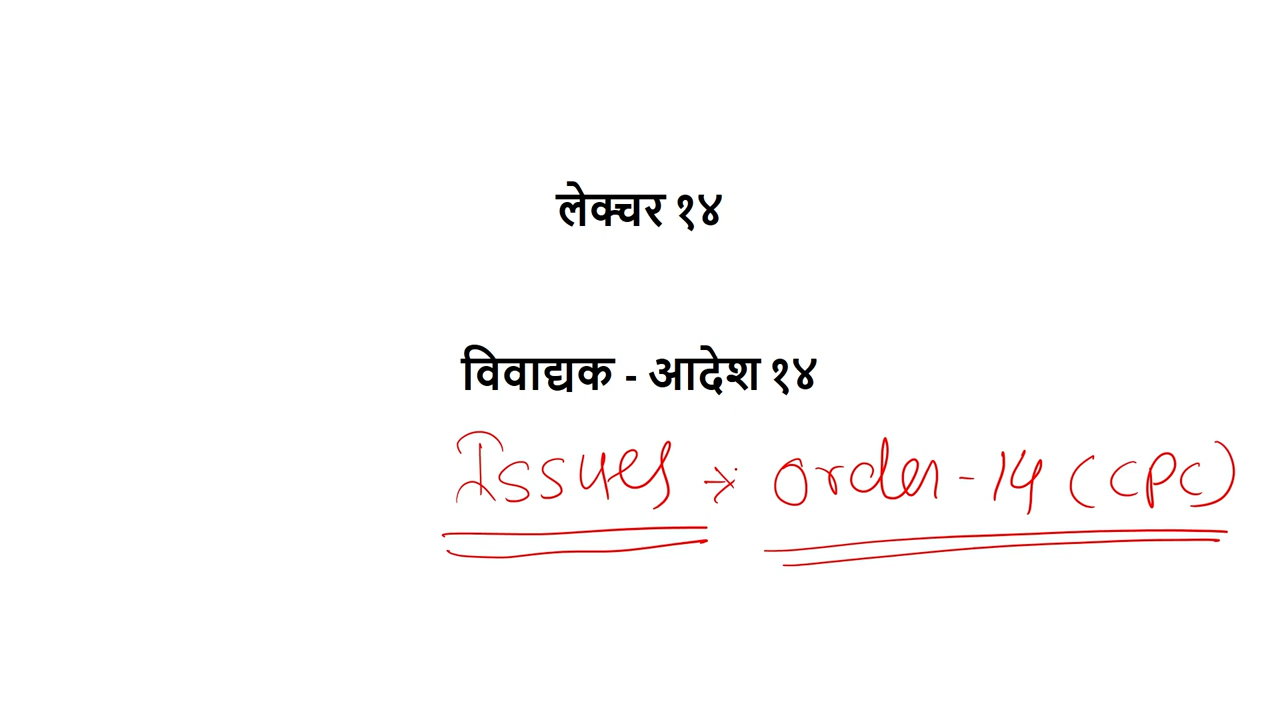 लेक्चर १४
विवाद्यक - आदेश १४
Issues → order - 14 (CPC)